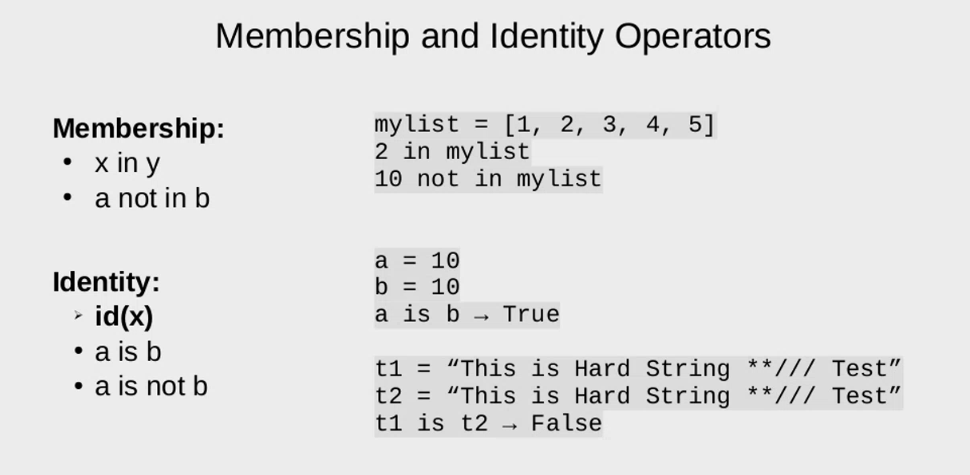 Membership and Identity Operators
Membership:
• x in y
• a not in b
mylist = [1, 2, 3, 4, 5]
2 in mylist
10 not in mylist
Identity:
➢ id(x)
• a is b
• a is not b
a = 10
b = 10
a is b → True
t1 = “This is Hard String **/// Test”
t2 = “This is Hard String **/// Test”
t1 is t2 → False